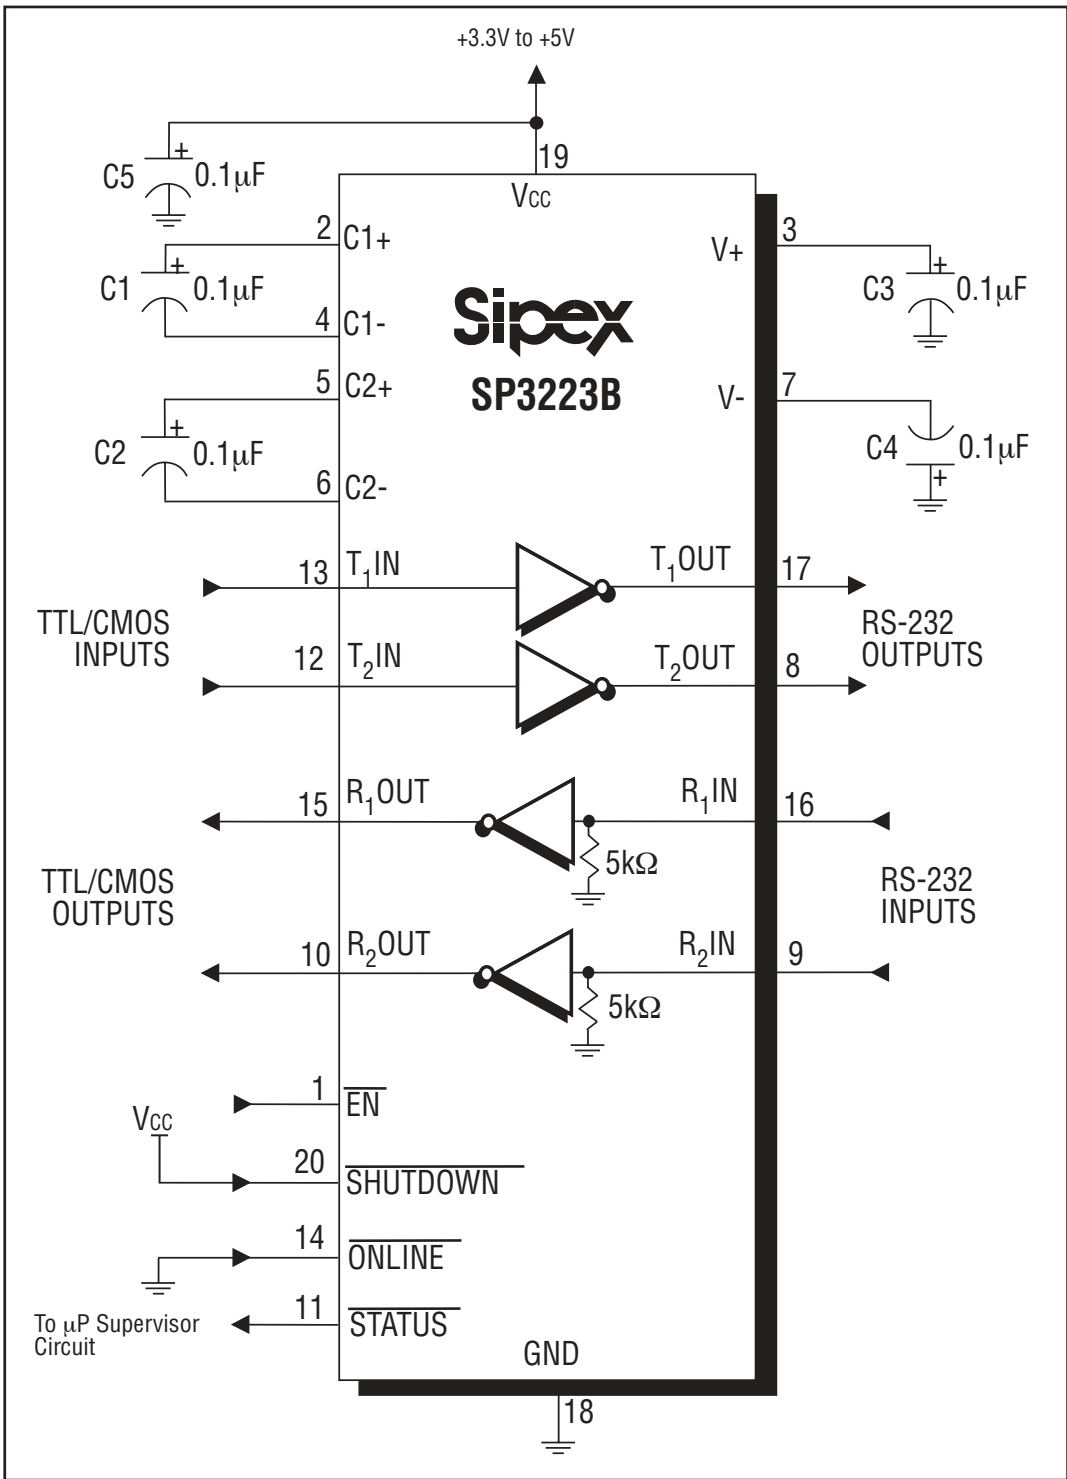 +3.3V to +5V
19
VCC
C5
+
0.1μF
2
C1+
C1
+
0.1μF
4
C1-
5
C2+
C2
+
0.1μF
6
C2-
V+
3
C3
+
0.1μF
Sipex
SP3223B
V-
7
C4
0.1μF
+
13
T1IN
T1OUT
17
TTL/CMOS
INPUTS
RS-232
OUTPUTS
12
T2IN
T2OUT
8
15
R1OUT
R1IN
16
5kΩ
TTL/CMOS
OUTPUTS
RS-232
INPUTS
10
R2OUT
R2IN
9
5kΩ
1
EN
VCC
20
SHUTDOWN
14
ONLINE
11
STATUS
To μP Supervisor
Circuit
GND
18